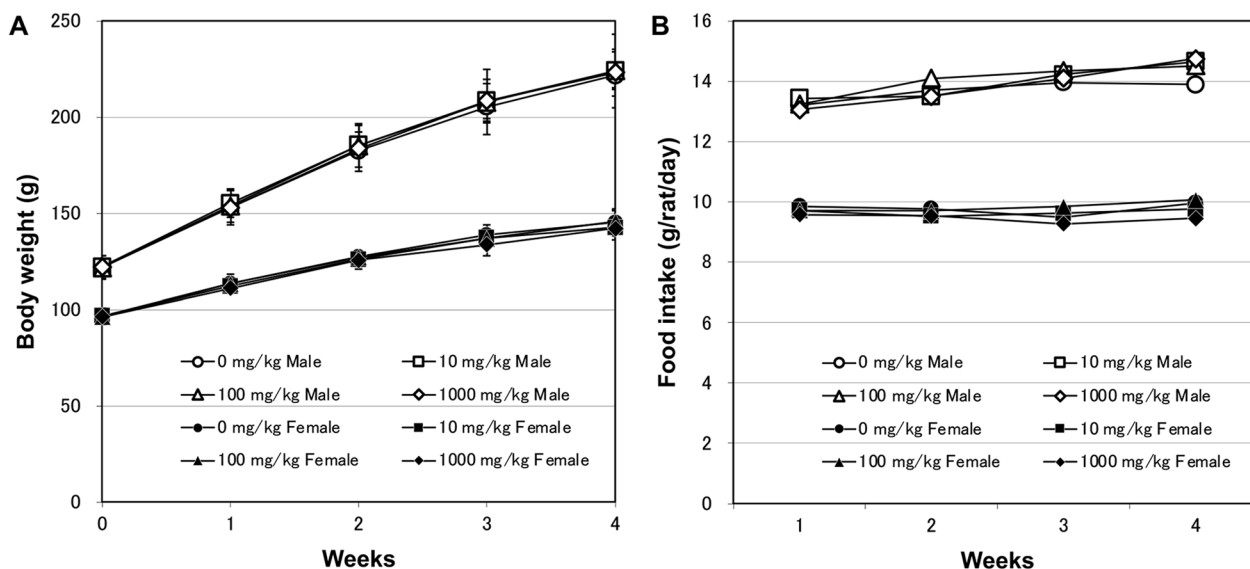 A
Body weight (g)
250
200
150
100
50
0
0 mg/kg Male
10 mg/kg Male
100 mg/kg Male
1000 mg/kg Male
0 mg/kg Female
10 mg/kg Female
100 mg/kg Female
1000 mg/kg Female
0 1 2 3 4
Weeks
B
Food intake (g/rat/day)
16
14
12
10
8
6
4
2
0
0 mg/kg Male
10 mg/kg Male
100 mg/kg Male
1000 mg/kg Male
0 mg/kg Female
10 mg/kg Female
100 mg/kg Female
1000 mg/kg Female
1 2 3 4
Weeks